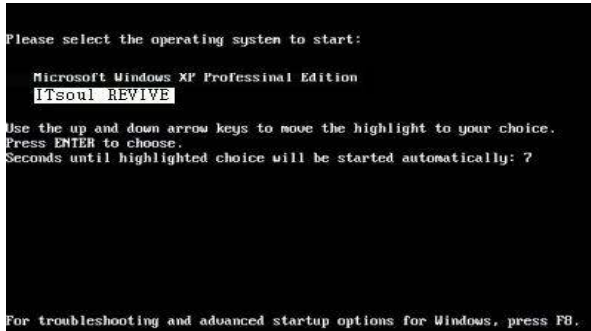 Please select the operating system to start:
Microsoft Windows XP Professinal Edition
ITsoul REVIVE
Use the up and down arrow keys to move the highlight to your choice.
Press ENTER to choose.
Seconds until highlighted choice will be started automatically: 7
For troubleshooting and advanced startup options for Windows, press F8.